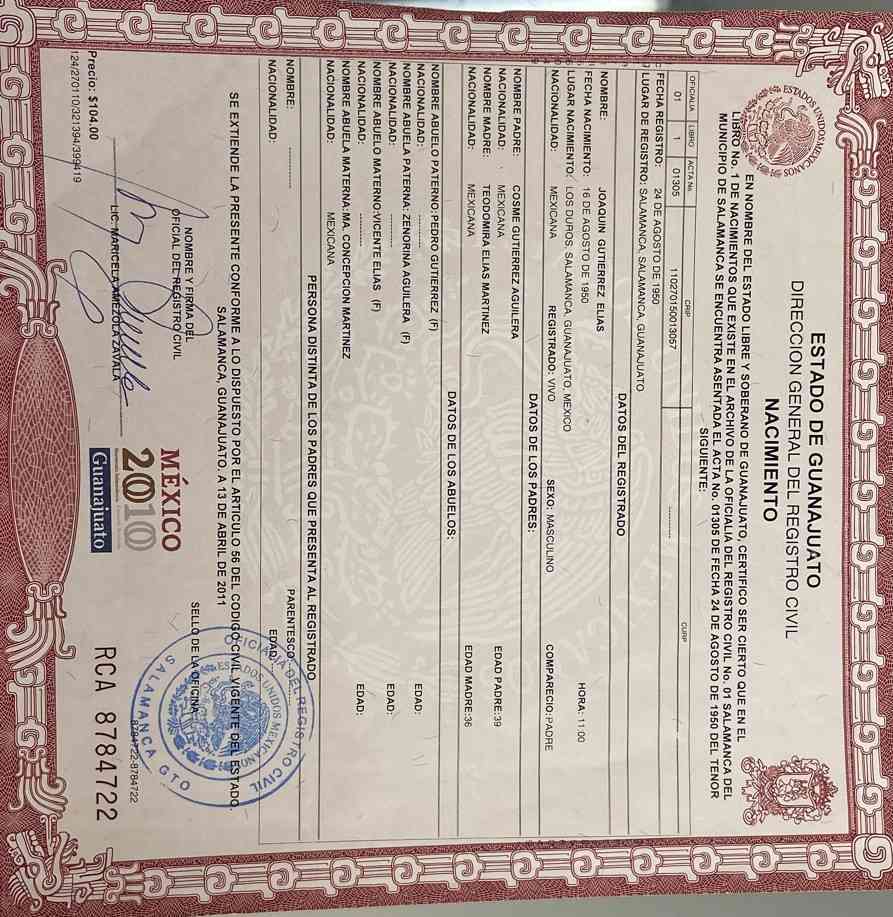 ESTADOS UNIDOS MEXICANOS
ESTADO DE GUANAJUATO
DIRECCION GENERAL DEL REGISTRO CIVIL
NACIMIENTO
EN NOMBRE DEL ESTADO LIBRE Y SOBERANO DE GUANAJUATO, CERTIFICO SER CIERTO QUE EN EL
LIBRO No. 1 DE NACIMIENTOS QUE EXISTE EN EL ARCHIVO DE LA OFICIALIA DEL REGISTRO CIVIL No. 01 SALAMANCA DEL
MUNICIPIO DE SALAMANCA SE ENCUENTRA ASENTADA EL ACTA No. 01305 DE FECHA 24 DE AGOSTO DE 1950 DEL TENOR
SIGUIENTE:
OFICIALIA LIBRO ACTA No. CRIP CURP
01 1 01305 110270150013057 ----------
FECHA REGISTRO: 24 DE AGOSTO DE 1950
LUGAR DE REGISTRO: SALAMANCA, SALAMANCA, GUANAJUATO
DATOS DEL REGISTRADO
NOMBRE: JOAQUIN GUTIERREZ ELIAS
FECHA NACIMIENTO: 16 DE AGOSTO DE 1950 HORA: 11:00
LUGAR NACIMIENTO: LOS DUROS, SALAMANCA, GUANAJUATO, MEXICO
NACIONALIDAD: MEXICANA REGISTRADO: VIVO SEXO: MASCULINO COMPARECIO:PADRE
DATOS DE LOS PADRES:
NOMBRE PADRE: COSME GUTIERREZ AGUILERA
NACIONALIDAD: MEXICANA EDAD PADRE:39
NOMBRE MADRE: TEODOMIRA ELIAS MARTINEZ
NACIONALIDAD: MEXICANA EDAD MADRE:36
DATOS DE LOS ABUELOS:
NOMBRE ABUELO PATERNO:PEDRO GUTIERREZ (F)
NACIONALIDAD: ---------- EDAD:
NOMBRE ABUELA PATERNA: ZENORINA AGUILERA (F)
NACIONALIDAD: ---------- EDAD:
NOMBRE ABUELO MATERNO:VICENTE ELIAS (F)
NACIONALIDAD: ---------- EDAD:
NOMBRE ABUELA MATERNA:MA. CONCEPCION MARTINEZ
NACIONALIDAD: MEXICANA
PERSONA DISTINTA DE LOS PADRES QUE PRESENTA AL REGISTRADO
NOMBRE: ---------- PARENTESCO: ----------
NACIONALIDAD: EDAD:
SE EXTIENDE LA PRESENTE CONFORME A LO DISPUESTO POR EL ARTICULO 56 DEL CODIGO CIVIL VIGENTE DEL ESTADO.
SALAMANCA, GUANAJUATO, A 13 DE ABRIL DE 2011
NOMBRE Y FIRMA DEL
OFICIAL DEL REGISTRO CIVIL
SELLO DE LA OFICINA
LIC. MARICELA AMEZOLA ZAVALA
OFICIALIA DEL REGISTRO CIVIL
ESTADOS UNIDOS MEXICANOS
SALAMANCA GTO
MÉXICO
2010
Guanajuato
8784722-8784722
Precio: $104.00
124/270110/321394/399419
RCA 8784722